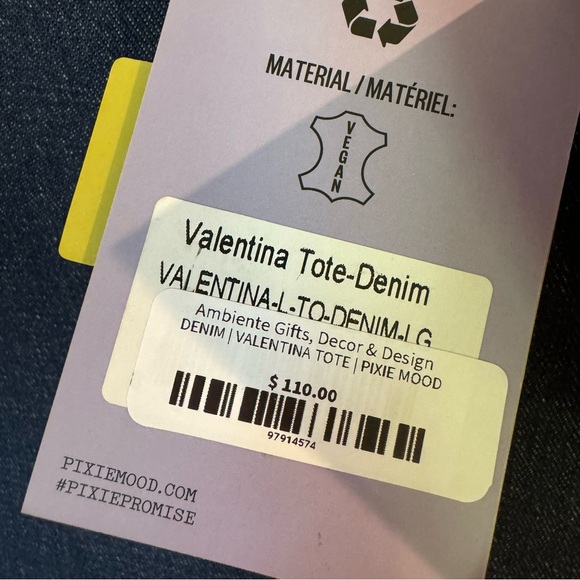 MATERIAL / MATÉRIEL:
VEGAN
Valentina Tote-Denim
VALENTINA-L-TO-DENIM-LG
Ambiente Gifts, Decor & Design
DENIM | VALENTINA TOTE | PIXIE MOOD
$ 110.00
97914574
PIXIEMOOD.COM
#PIXIEPROMISE